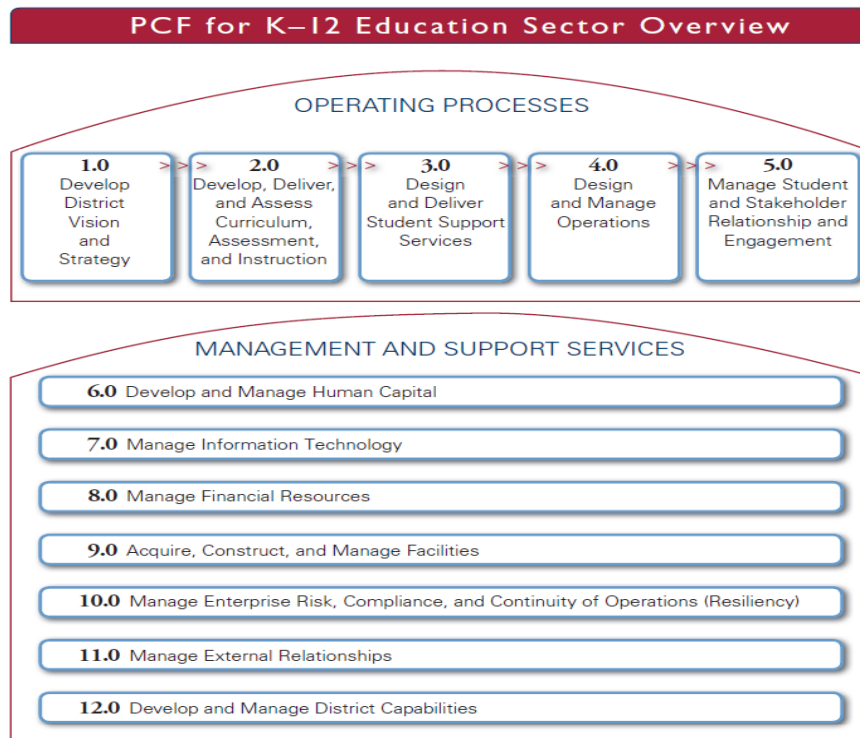 PCF for K–12 Education Sector Overview
OPERATING PROCESSES
1.0
Develop
District
Vision
and
Strategy
> > >
2.0
Develop, Deliver,
and Assess
Curriculum,
Assessment,
and Instruction
> > >
3.0
Design
and Deliver
Student Support
Services
> > >
4.0
Design
and Manage
Operations
> > >
5.0
Manage Student
and Stakeholder
Relationship and
Engagement
MANAGEMENT AND SUPPORT SERVICES
6.0 Develop and Manage Human Capital
7.0 Manage Information Technology
8.0 Manage Financial Resources
9.0 Acquire, Construct, and Manage Facilities
10.0 Manage Enterprise Risk, Compliance, and Continuity of Operations (Resiliency)
11.0 Manage External Relationships
12.0 Develop and Manage District Capabilities